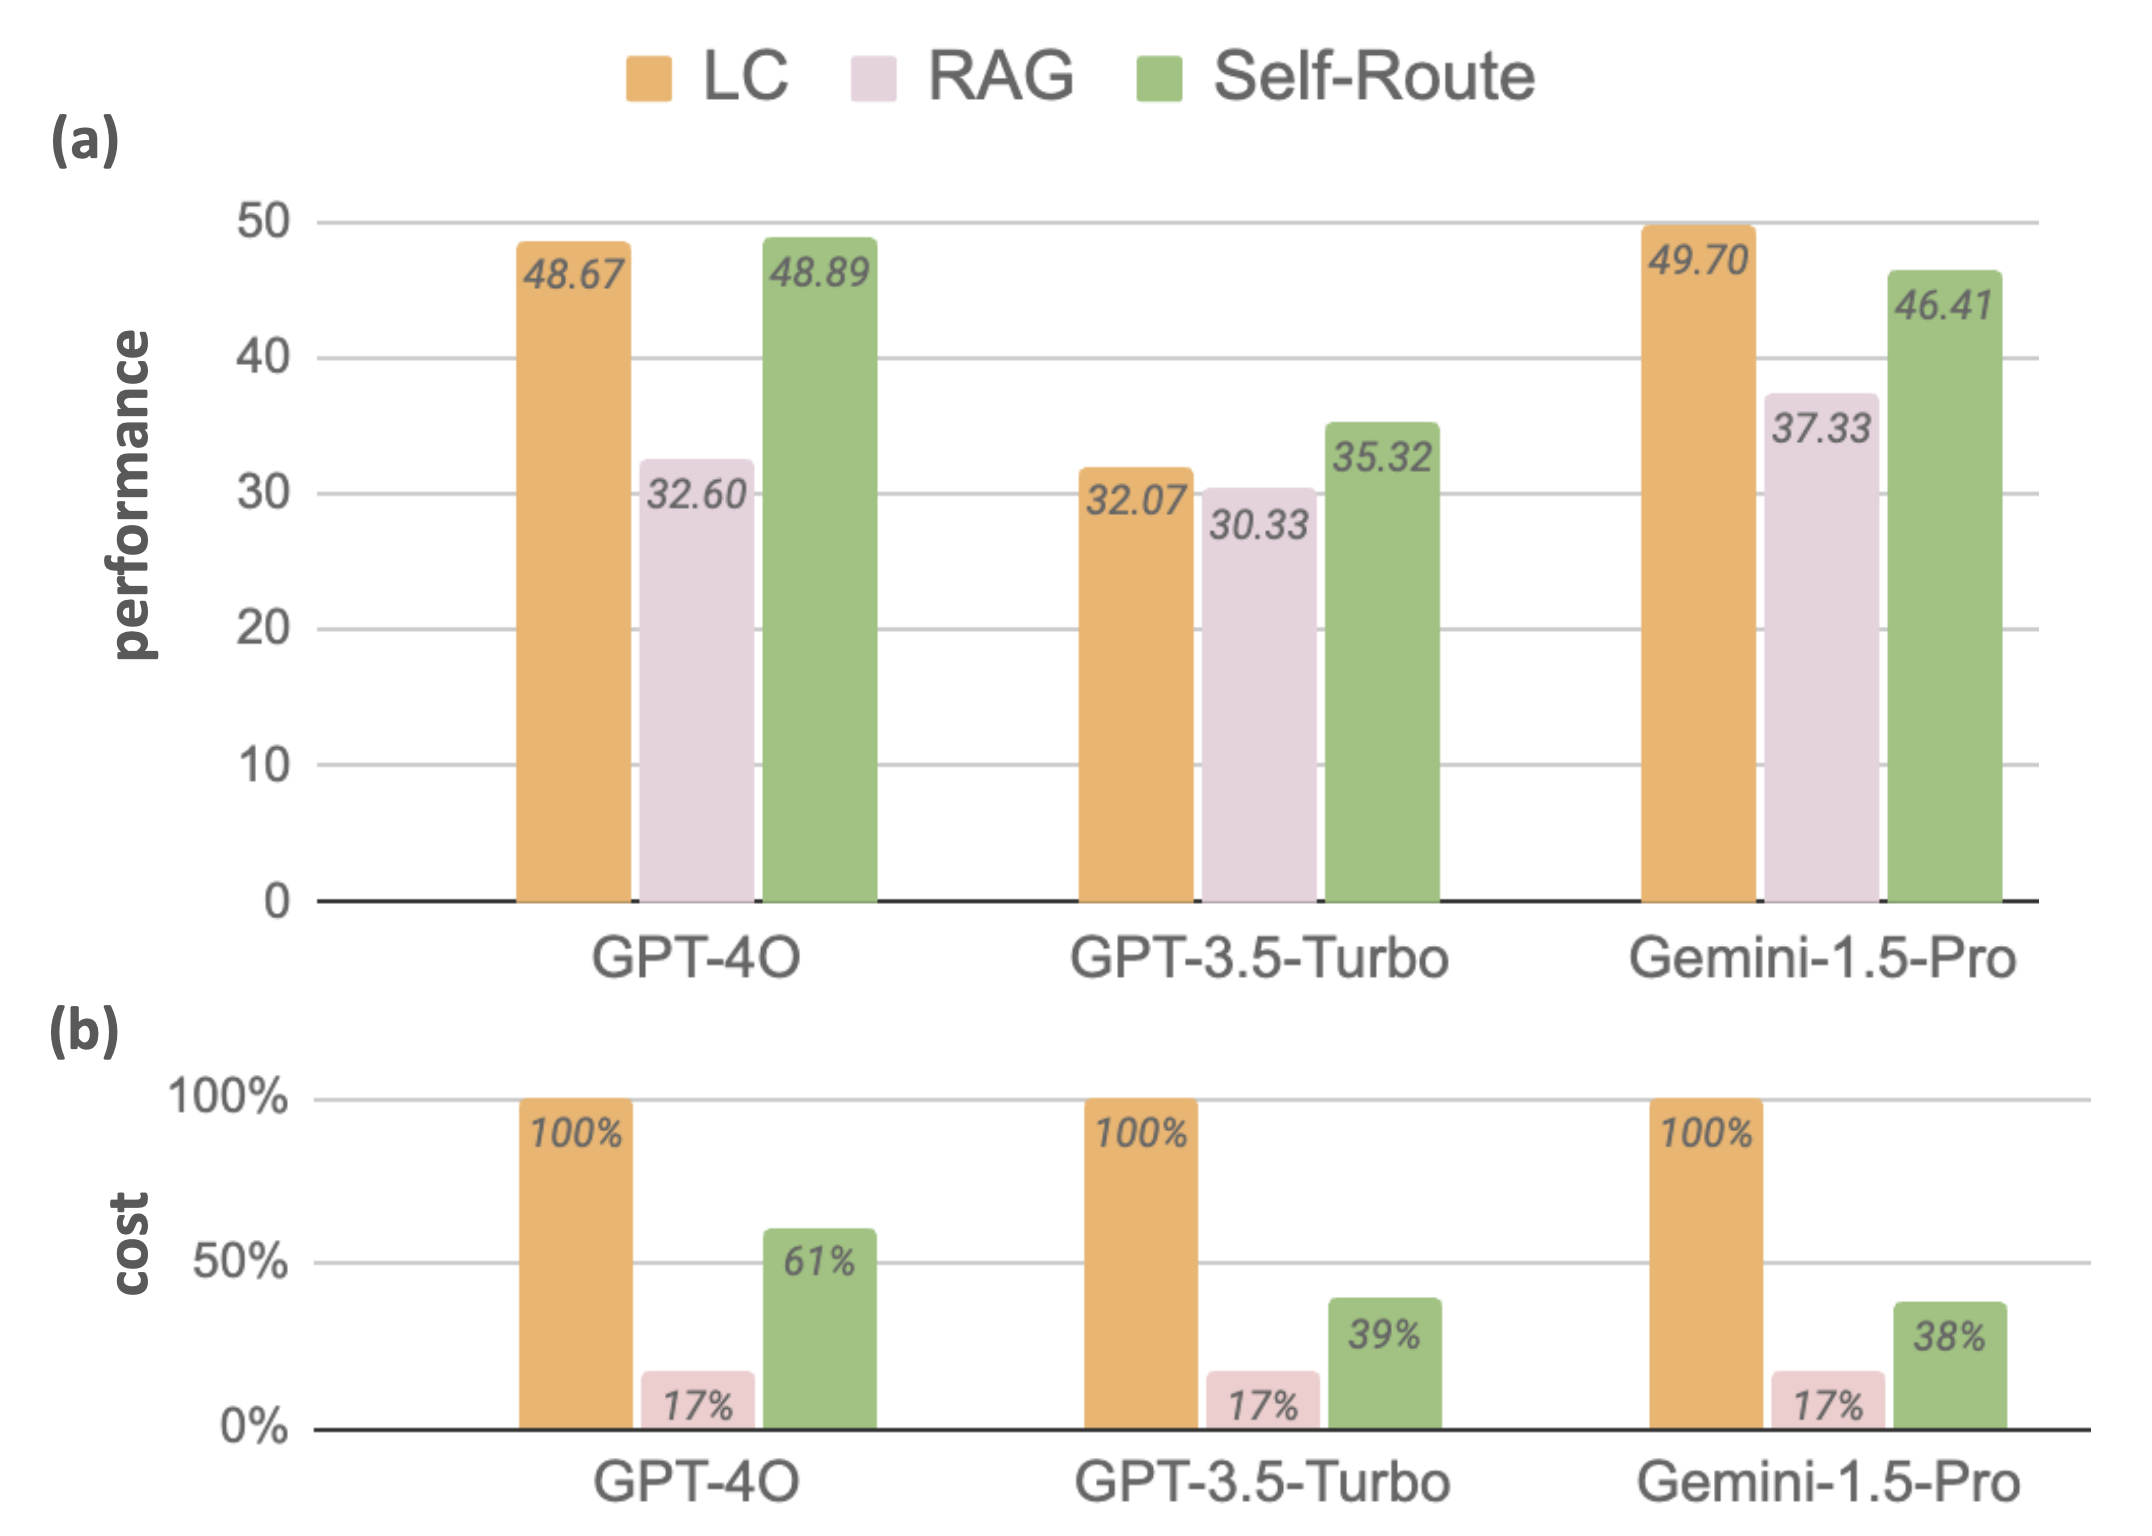 LC RAG Self-Route
(a)
performance
50
40
30
20
10
0
48.67 32.60 48.89
32.07 30.33 35.32
49.70 37.33 46.41
GPT-4O GPT-3.5-Turbo Gemini-1.5-Pro
(b)
cost
100%
50%
0%
100% 17% 61%
100% 17% 39%
100% 17% 38%
GPT-4O GPT-3.5-Turbo Gemini-1.5-Pro